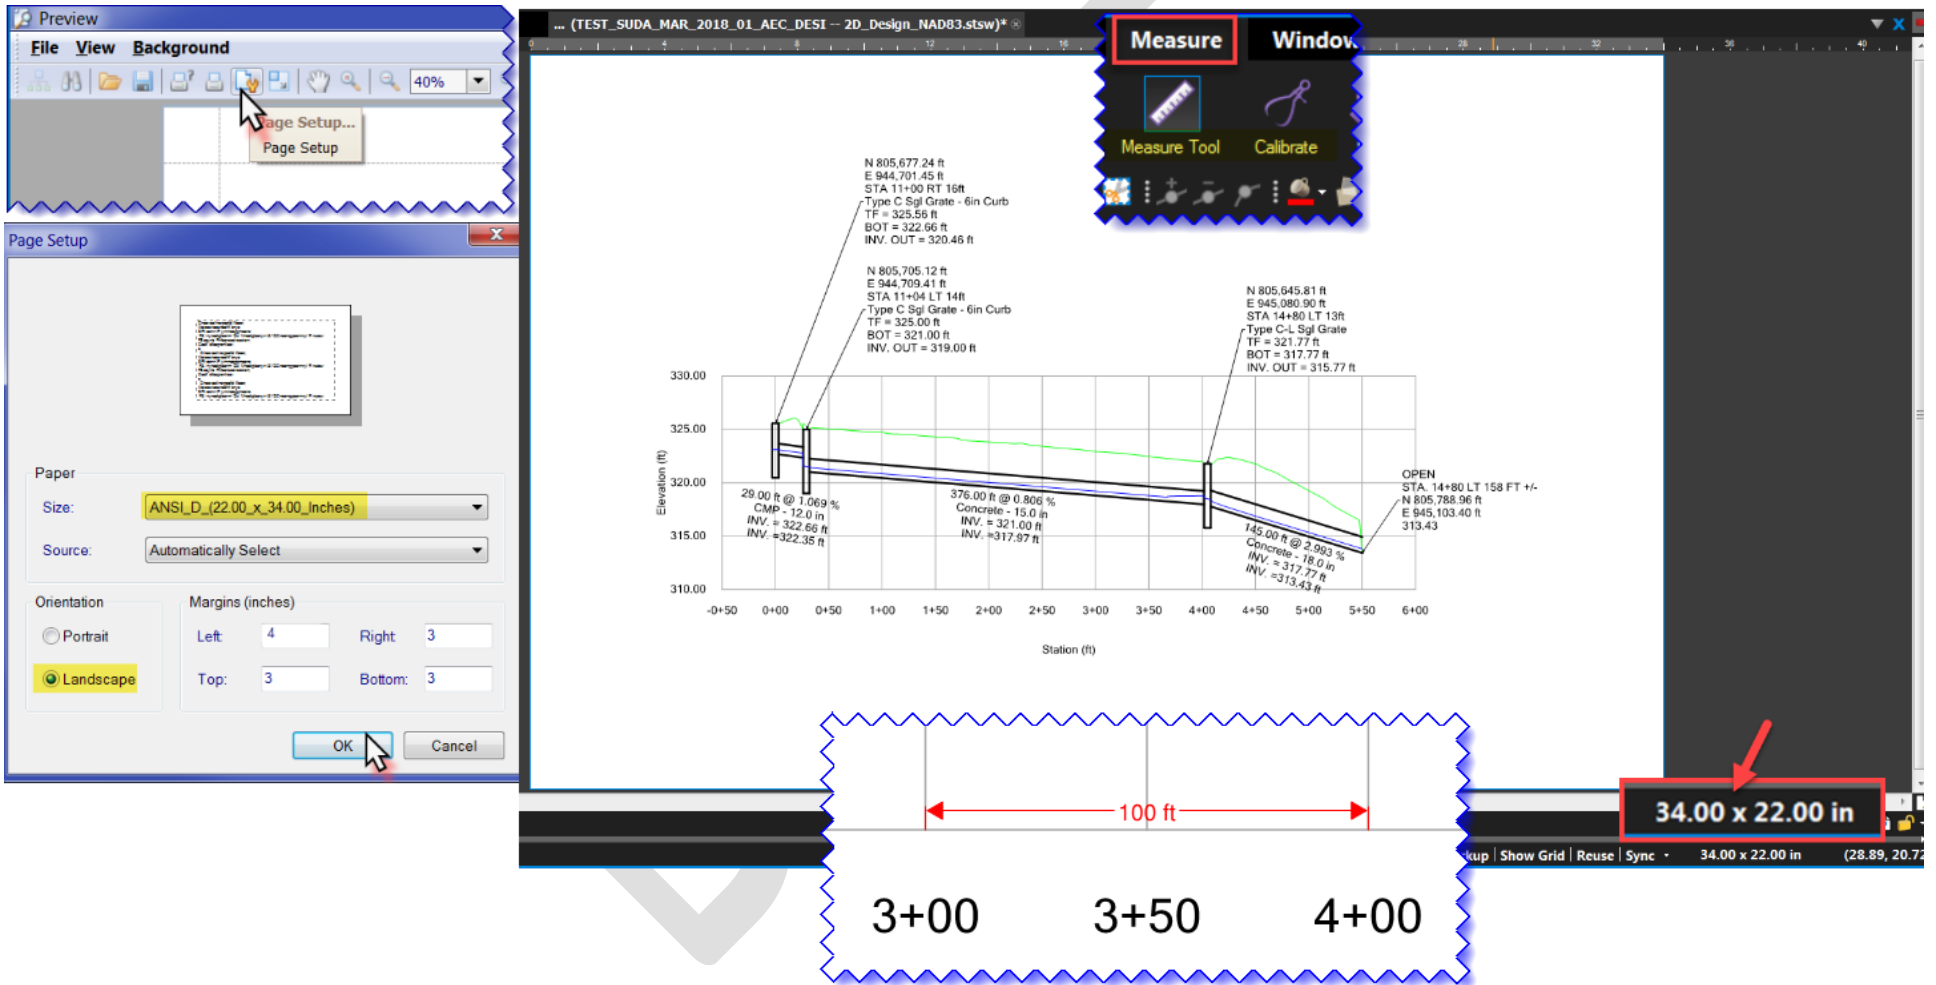 Preview
File View Background
40%
Page Setup...
Page Setup
Page Setup
Paper
Size: ANSI_D_(22.00_x_34.00_Inches)
Source: Automatically Select
Orientation
Portrait
Landscape
Margins (inches)
Left: 4 Right: 3
Top: 3 Bottom: 3
OK Cancel
... (TEST_SUDA_MAR_2018_01_AEC_DESI -- 2D_Design_NAD83.stsw)*
0 4 8 12 16 28 32 36 40
Measure Window
Measure Tool Calibrate
N 805,677.24 ft
E 944,701.45 ft
STA 11+00 RT 16ft
Type C Sgl Grate - 6in Curb
TF = 325.56 ft
BOT = 322.66 ft
INV. OUT = 320.46 ft
N 805,705.12 ft
E 944,709.41 ft
STA 11+04 LT 14ft
Type C Sgl Grate - 6in Curb
TF = 325.00 ft
BOT = 321.00 ft
INV. OUT = 319.00 ft
N 805,645.81 ft
E 945,080.90 ft
STA 14+80 LT 13ft
Type C-L Sgl Grate
TF = 321.77 ft
BOT = 317.77 ft
INV. OUT = 315.77 ft
330.00
325.00
320.00
315.00
310.00
Elevation (ft)
29.00 ft @ 1.069 %
CMP - 12.0 in
INV. = 322.66 ft
INV. =322.35 ft
376.00 ft @ 0.806 %
Concrete - 15.0 in
INV. = 321.00 ft
INV. =317.97 ft
145.00 ft @ 2.993 %
Concrete - 18.0 in
INV. = 317.77 ft
INV. =313.43 ft
OPEN
STA. 14+80 LT 158 FT +/-
N 805,788.96 ft
E 945,103.40 ft
313.43
-0+50 0+00 0+50 1+00 1+50 2+00 2+50 3+00 3+50 4+00 4+50 5+00 5+50 6+00
Station (ft)
100 ft
3+00 3+50 4+00
34.00 x 22.00 in
kup Show Grid Reuse Sync 34.00 x 22.00 in (28.89, 20.72